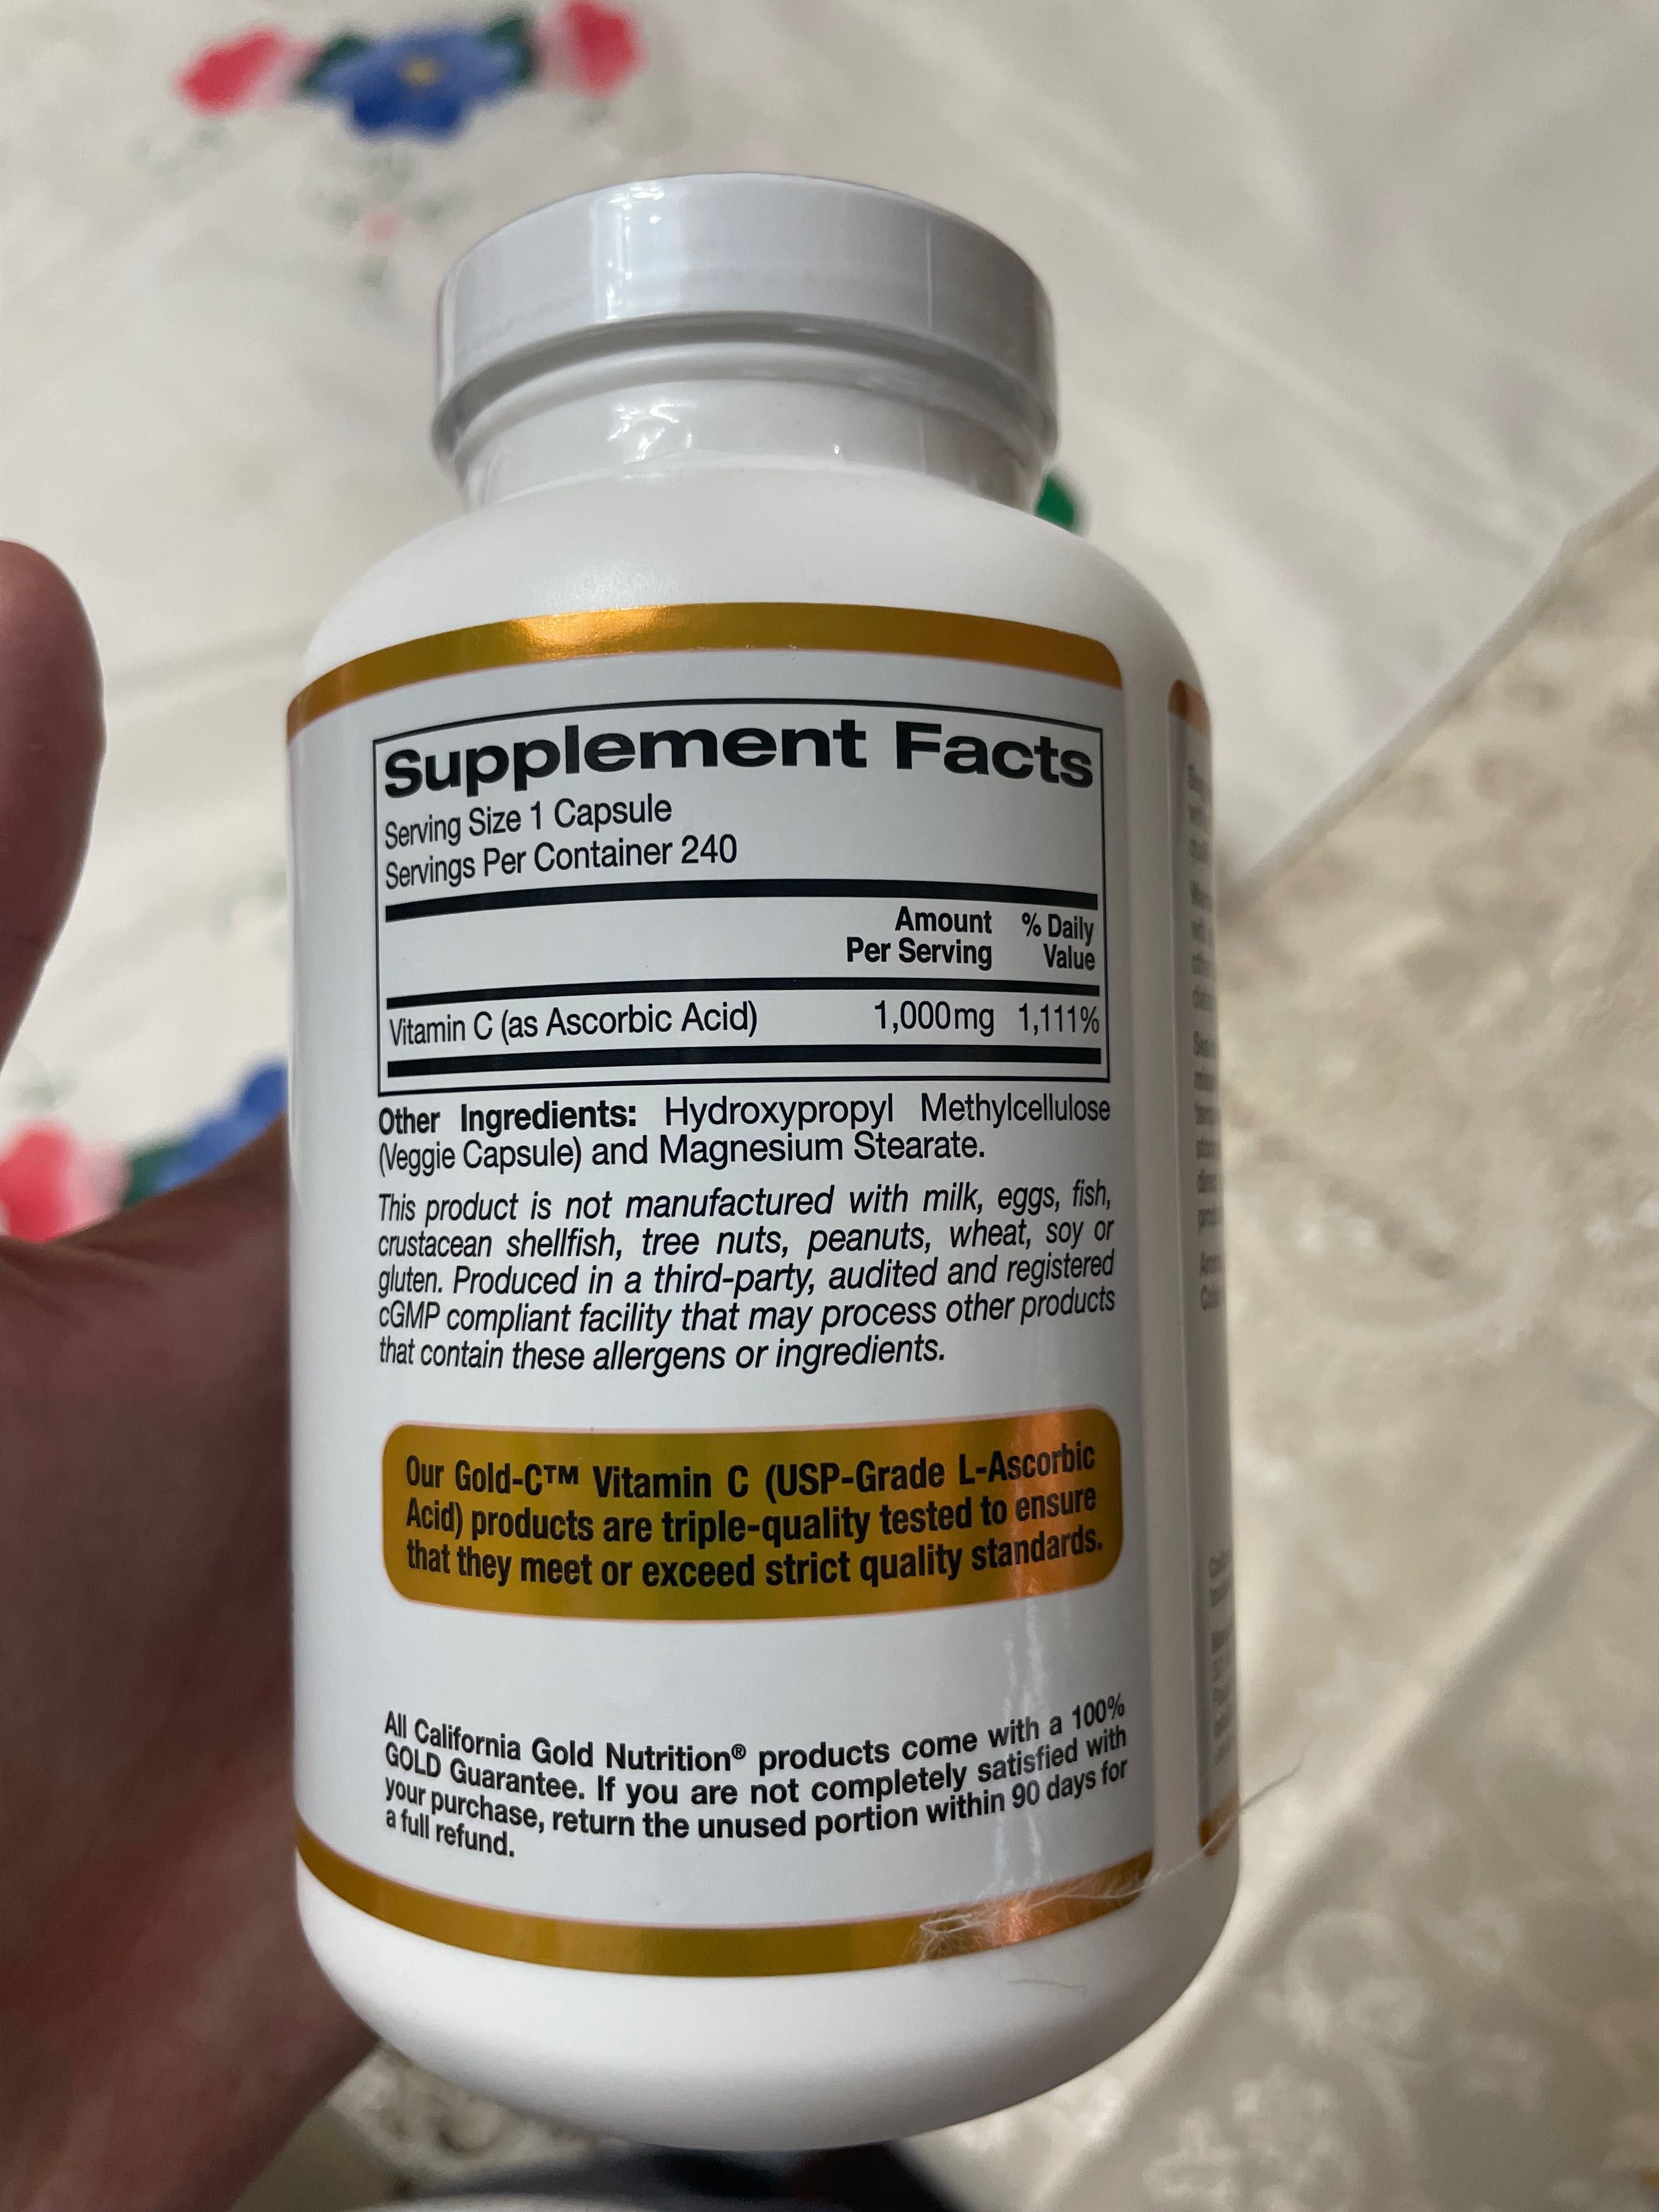 Supplement Facts
Serving Size 1 Capsule
Servings Per Container 240
Amount % Daily
Per Serving Value
Vitamin C (as Ascorbic Acid) 1,000mg 1,111%
Other Ingredients: Hydroxypropyl Methylcellulose
(Veggie Capsule) and Magnesium Stearate.
This product is not manufactured with milk, eggs, fish,
crustacean shellfish, tree nuts, peanuts, wheat, soy or
gluten. Produced in a third-party, audited and registered
cGMP compliant facility that may process other products
that contain these allergens or ingredients.
Our Gold-C™ Vitamin C (USP-Grade L-Ascorbic
Acid) products are triple-quality tested to ensure
that they meet or exceed strict quality standards.
All California Gold Nutrition® products come with a 100%
GOLD Guarantee. If you are not completely satisfied with
your purchase, return the unused portion within 90 days for
a full refund.